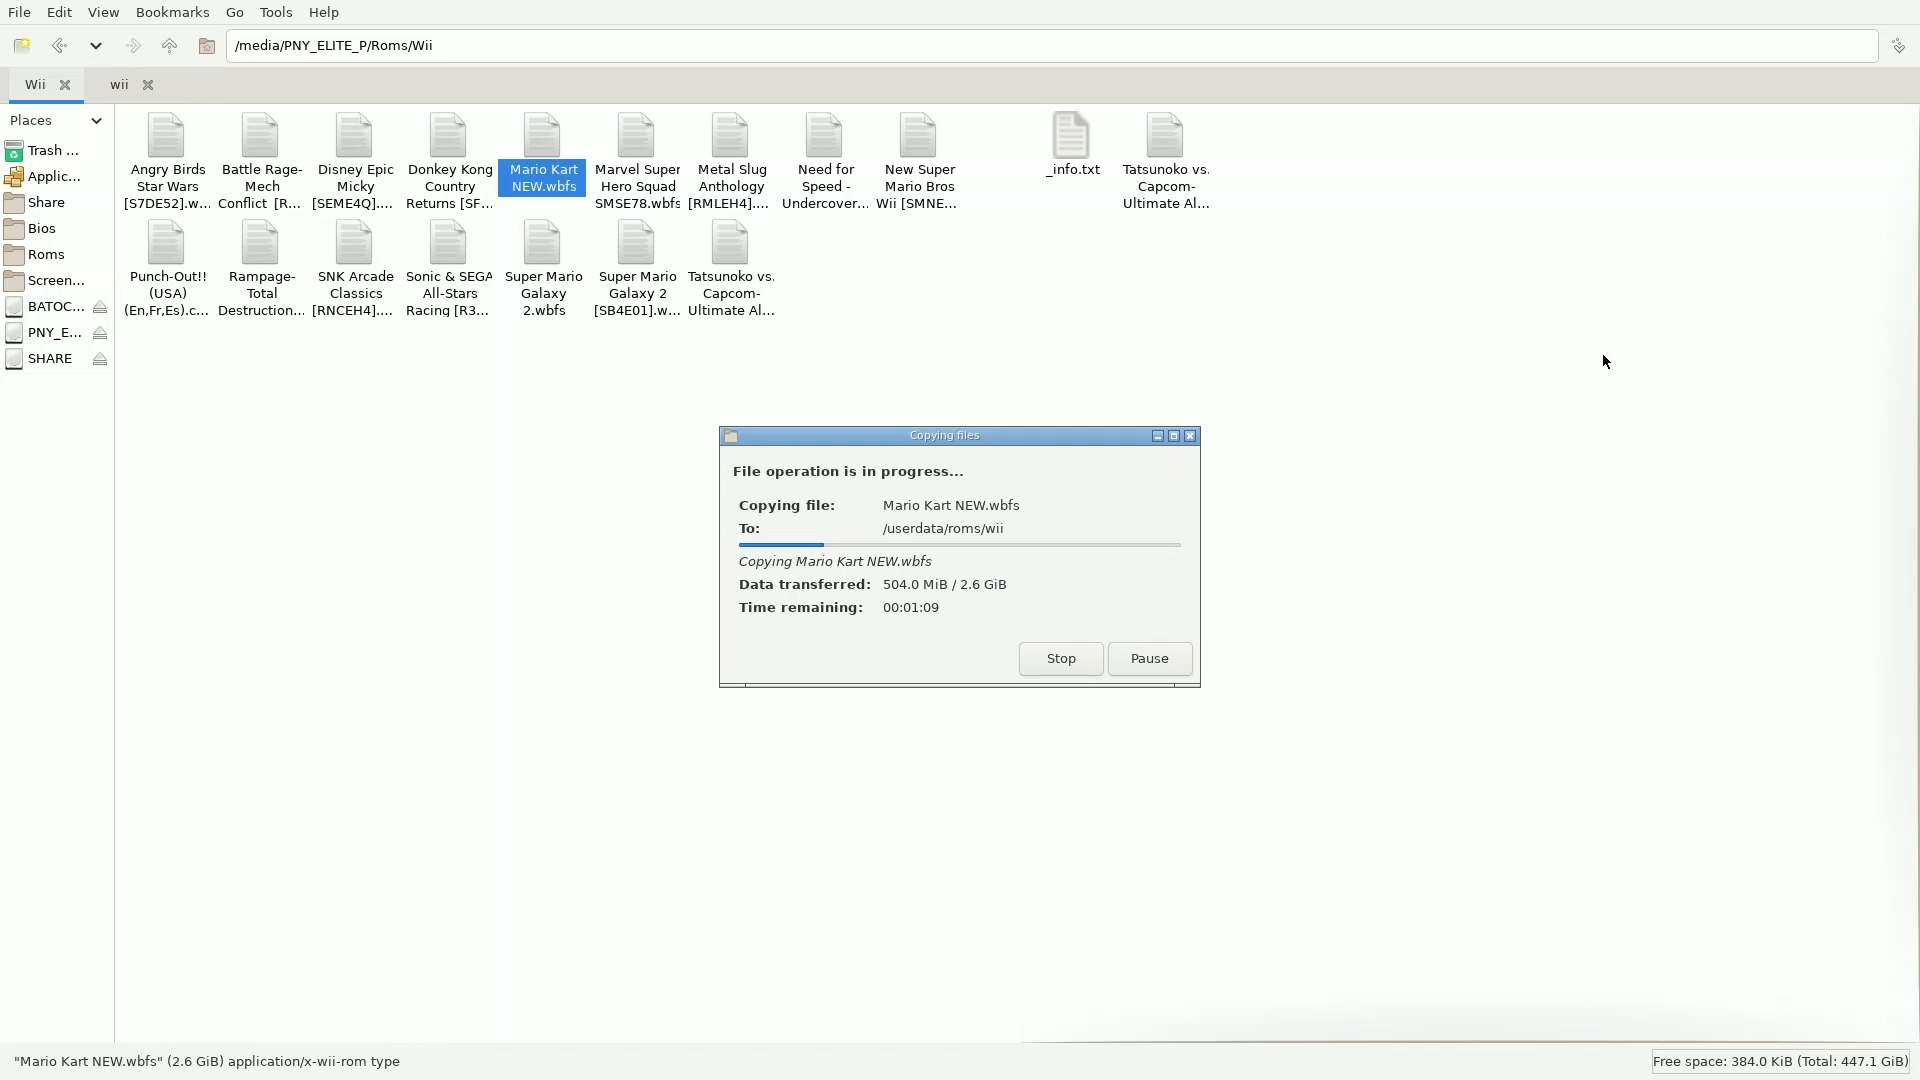 File Edit View Bookmarks Go Tools Help
/media/PNY_ELITE_P/Roms/Wii
Wii
wii
Places
Trash ...
Applic...
Share
Bios
Roms
Screen...
BATOC...
PNY_E...
SHARE
Angry Birds
Star Wars
[S7DE52].w...
Battle Rage-
Mech
Conflict [R...
Disney Epic
Micky
[SEME4Q]....
Donkey Kong
Country
Returns [SF...
Mario Kart
NEW.wbfs
Marvel Super
Hero Squad
SMSE78.wbfs
Metal Slug
Anthology
[RMLEH4]....
Need for
Speed -
Undercover...
New Super
Mario Bros
Wii [SMNE...
_info.txt
Tatsunoko vs.
Capcom-
Ultimate Al...
Punch-Out!!
(USA)
(En,Fr,Es).c...
Rampage-
Total
Destruction...
SNK Arcade
Classics
[RNCEH4]....
Sonic & SEGA
All-Stars
Racing [R3...
Super Mario
Galaxy
2.wbfs
Super Mario
Galaxy 2
[SB4E01].w...
Tatsunoko vs.
Capcom-
Ultimate Al...
Copying files
File operation is in progress...
Copying file: Mario Kart NEW.wbfs
To: /userdata/roms/wii
Copying Mario Kart NEW.wbfs
Data transferred: 504.0 MiB / 2.6 GiB
Time remaining: 00:01:09
Stop
Pause
"Mario Kart NEW.wbfs" (2.6 GiB) application/x-wii-rom type
Free space: 384.0 KiB (Total: 447.1 GiB)